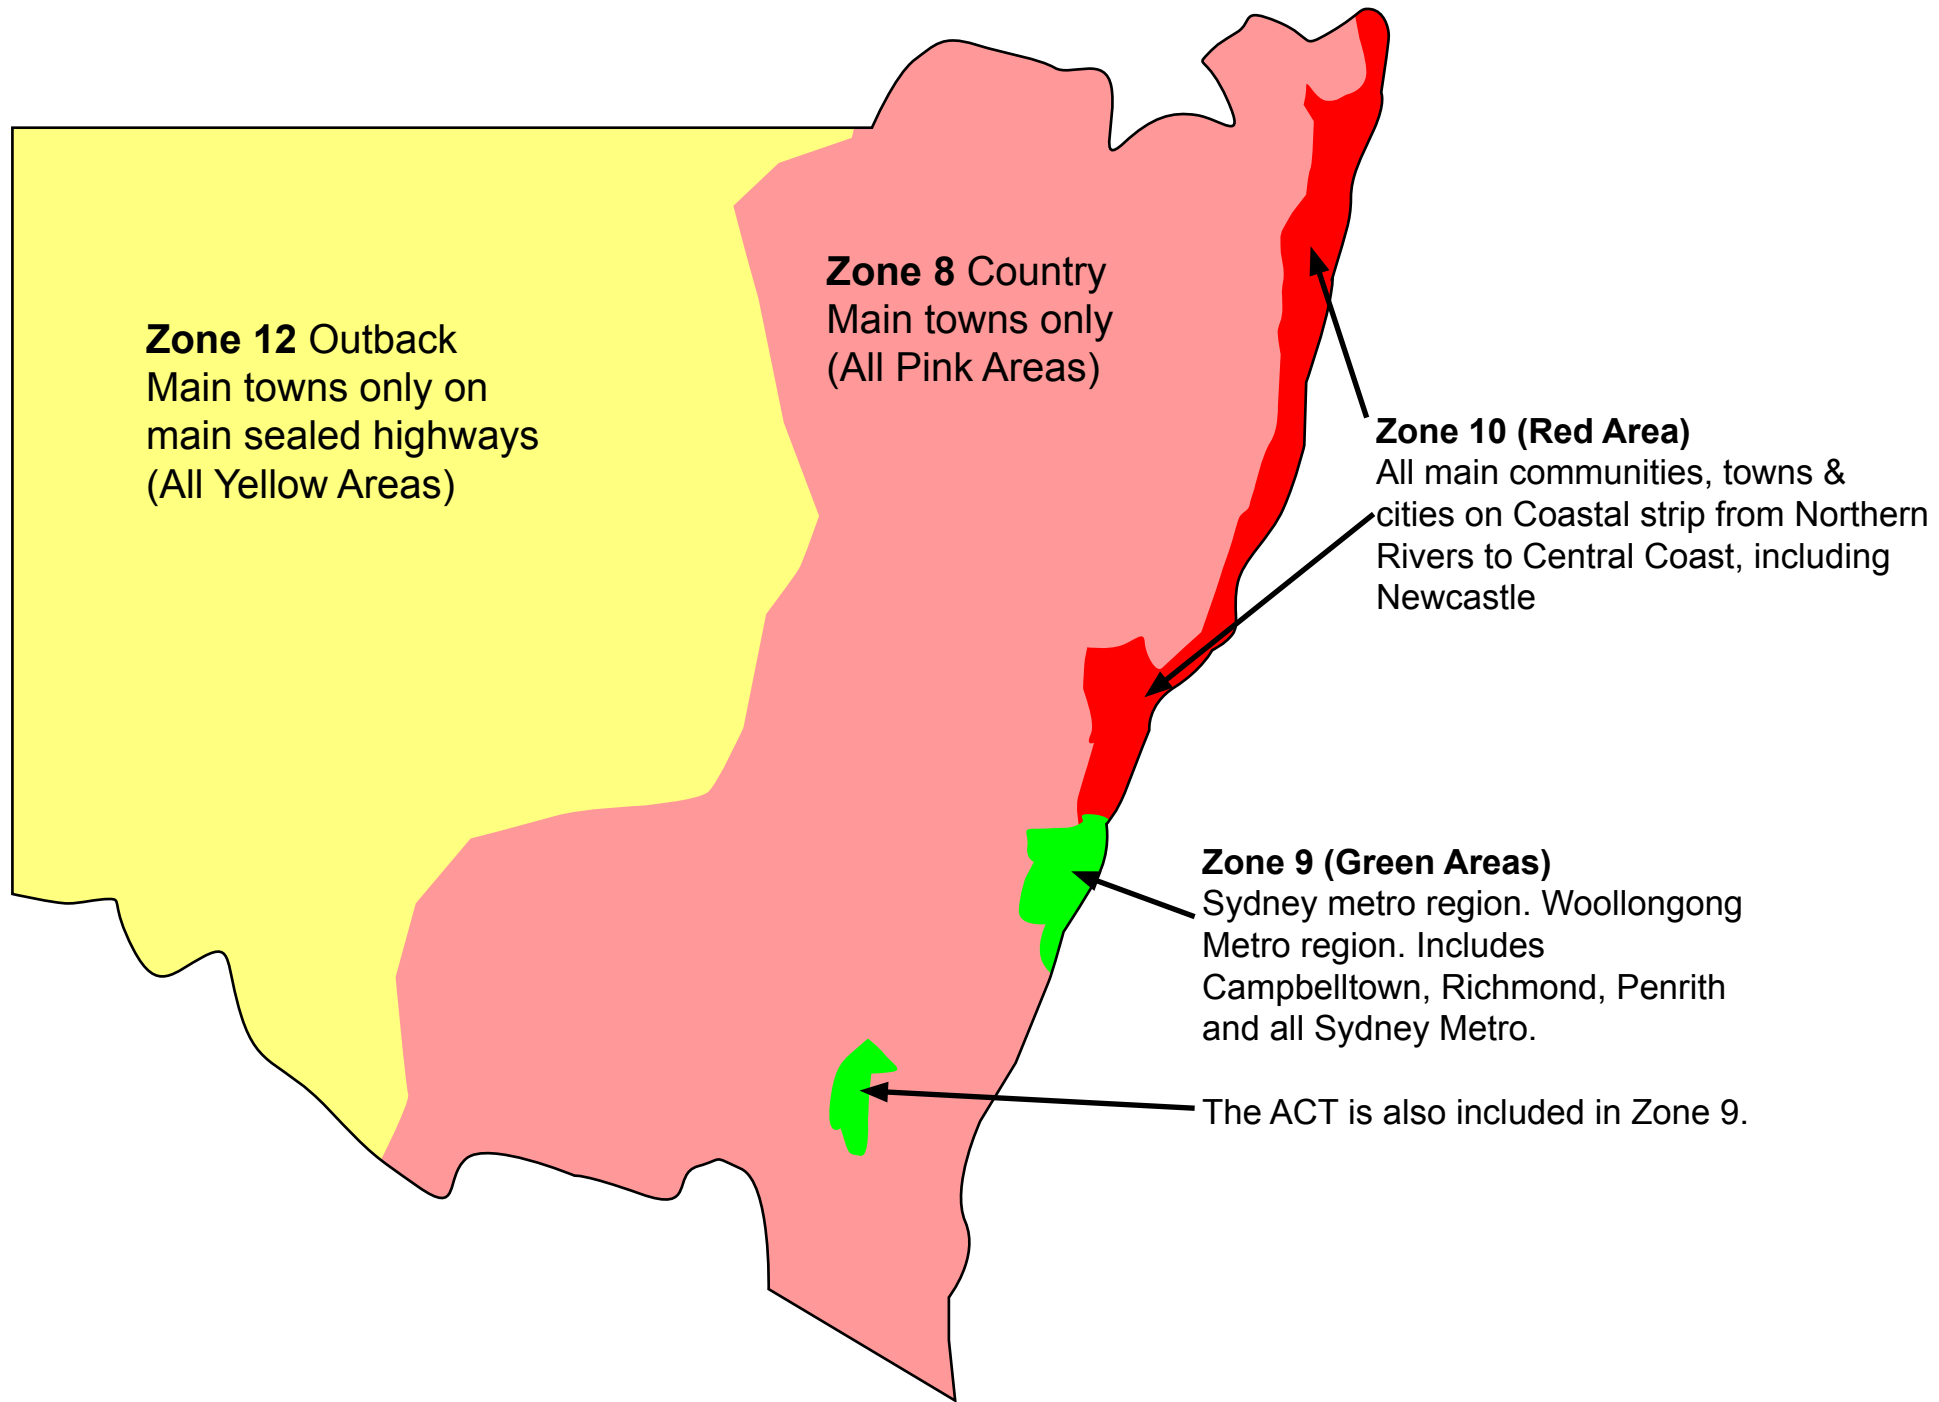 Zone 12 Outback
Main towns only on
main sealed highways
(All Yellow Areas)
Zone 8 Country
Main towns only
(All Pink Areas)
Zone 10 (Red Area)
All main communities, towns &
cities on Coastal strip from Northern
Rivers to Central Coast, including
Newcastle
Zone 9 (Green Areas)
Sydney metro region. Woollongong
Metro region. Includes
Campbelltown, Richmond, Penrith
and all Sydney Metro.
The ACT is also included in Zone 9.